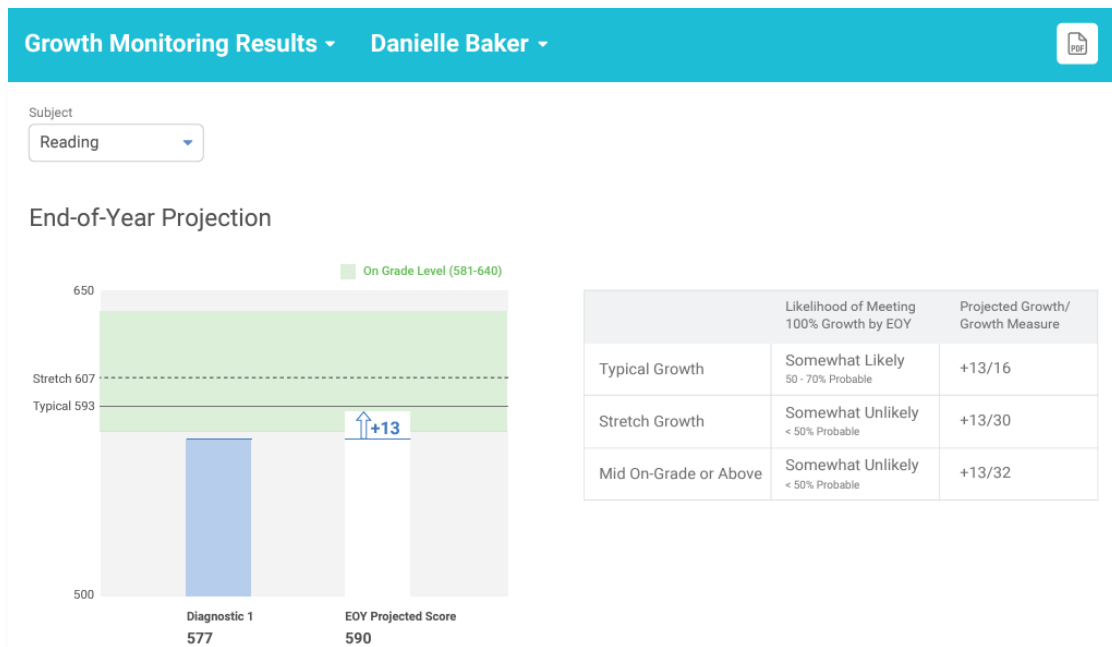 Growth Monitoring Results Danielle Baker
PDF
Subject
Reading
End-of-Year Projection
On Grade Level (581-640)
650
Stretch 607
Typical 593
+13
500
Diagnostic 1
577
EOY Projected Score
590
Likelihood of Meeting
100% Growth by EOY
Projected Growth/
Growth Measure
Typical Growth
Somewhat Likely
50 - 70% Probable
+13/16
Stretch Growth
Somewhat Unlikely
< 50% Probable
+13/30
Mid On-Grade or Above
Somewhat Unlikely
< 50% Probable
+13/32